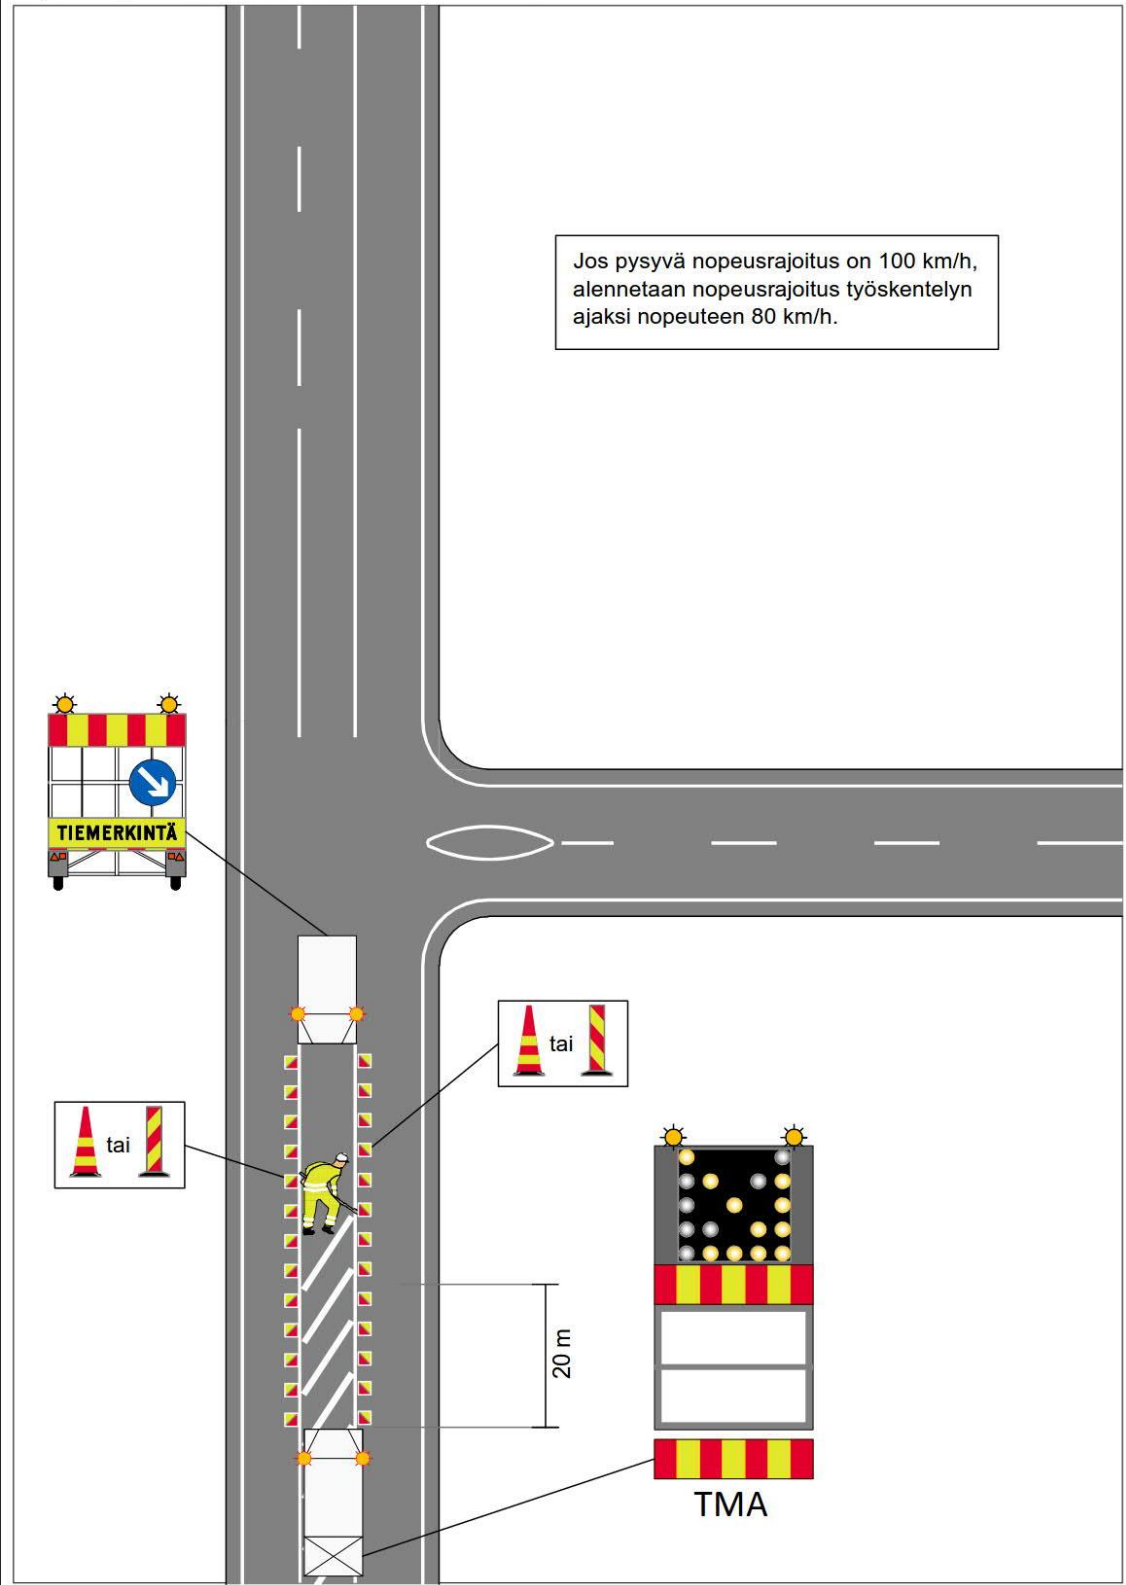 Jos pysyvä nopeusrajoitus on 100 km/h,
alennetaan nopeusrajoitus työskentelyn
ajaksi nopeuteen 80 km/h.
TIEMERKINTÄ
tai
tai
20 m
TMA